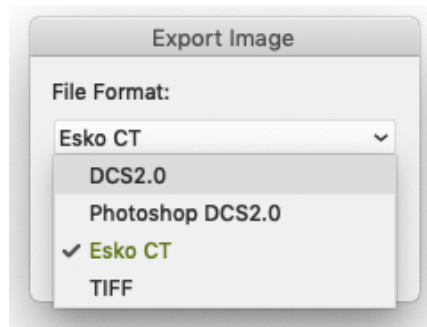 Export Image
File Format:
Esko CT
DCS2.0
Photoshop DCS2.0
Esko CT
TIFF